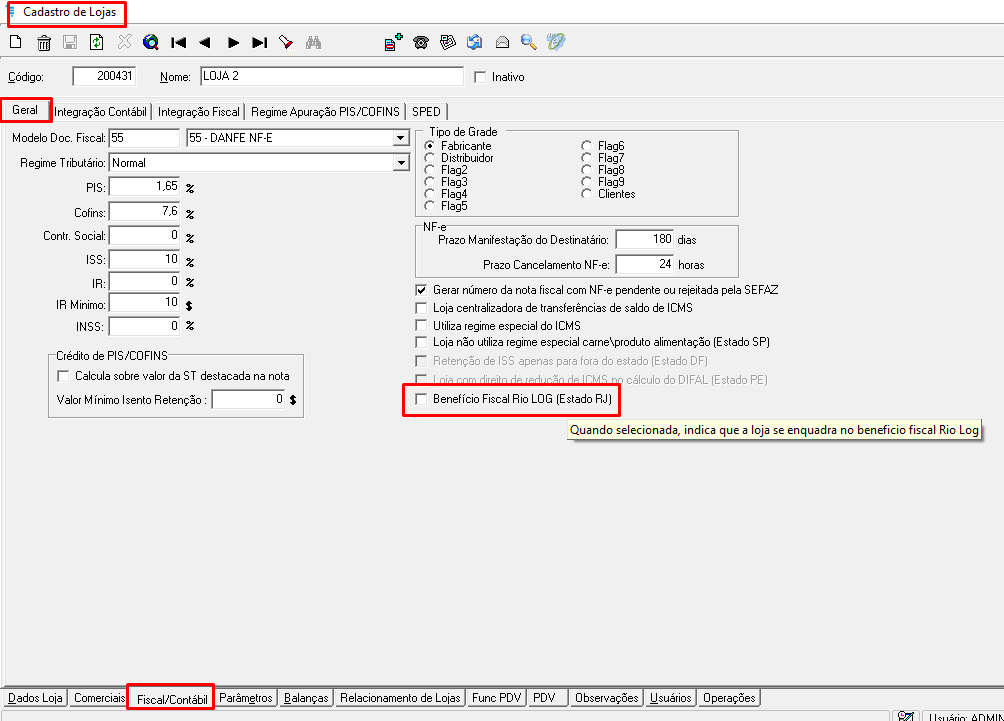 Cadastro de Lojas
Código: 200431 Nome: LOJA 2 Inativo
Geral Integração Contábil Integração Fiscal Regime Apuração PIS/COFINS SPED
Modelo Doc. Fiscal: 55 55 - DANFE NF-E
Regime Tributário: Normal
PIS: 1,65 %
Cofins: 7,6 %
Contr. Social: 0 %
ISS: 10 %
IR: 0 %
IR Minimo: 10 $
INSS: 0 %
Crédito de PIS/COFINS
Calcula sobre valor da ST destacada na nota
Valor Mínimo Isento Retenção : 0 $
Tipo de Grade
Fabricante Flag6
Distribuidor Flag7
Flag2 Flag8
Flag3 Flag9
Flag4 Clientes
Flag5
NF-e
Prazo Manifestação do Destinatário: 180 dias
Prazo Cancelamento NF-e: 24 horas
Gerar número da nota fiscal com NF-e pendente ou rejeitada pela SEFAZ
Loja centralizadora de transferências de saldo de ICMS
Utiliza regime especial do ICMS
Loja não utiliza regime especial carne\produto alimentação (Estado SP)
Retenção de ISS apenas para fora do estado (Estado DF)
Loja com direito de redução de ICMS no cálculo do DIFAL (Estado PE)
Benefício Fiscal Rio LOG (Estado RJ)
Quando selecionada, indica que a loja se enquadra no beneficio fiscal Rio Log
Dados Loja Comerciais Fiscal/Contábil Parâmetros Balanças Relacionamento de Lojas Func PDV PDV Observações Usuários Operações
Usuário: ADMIN